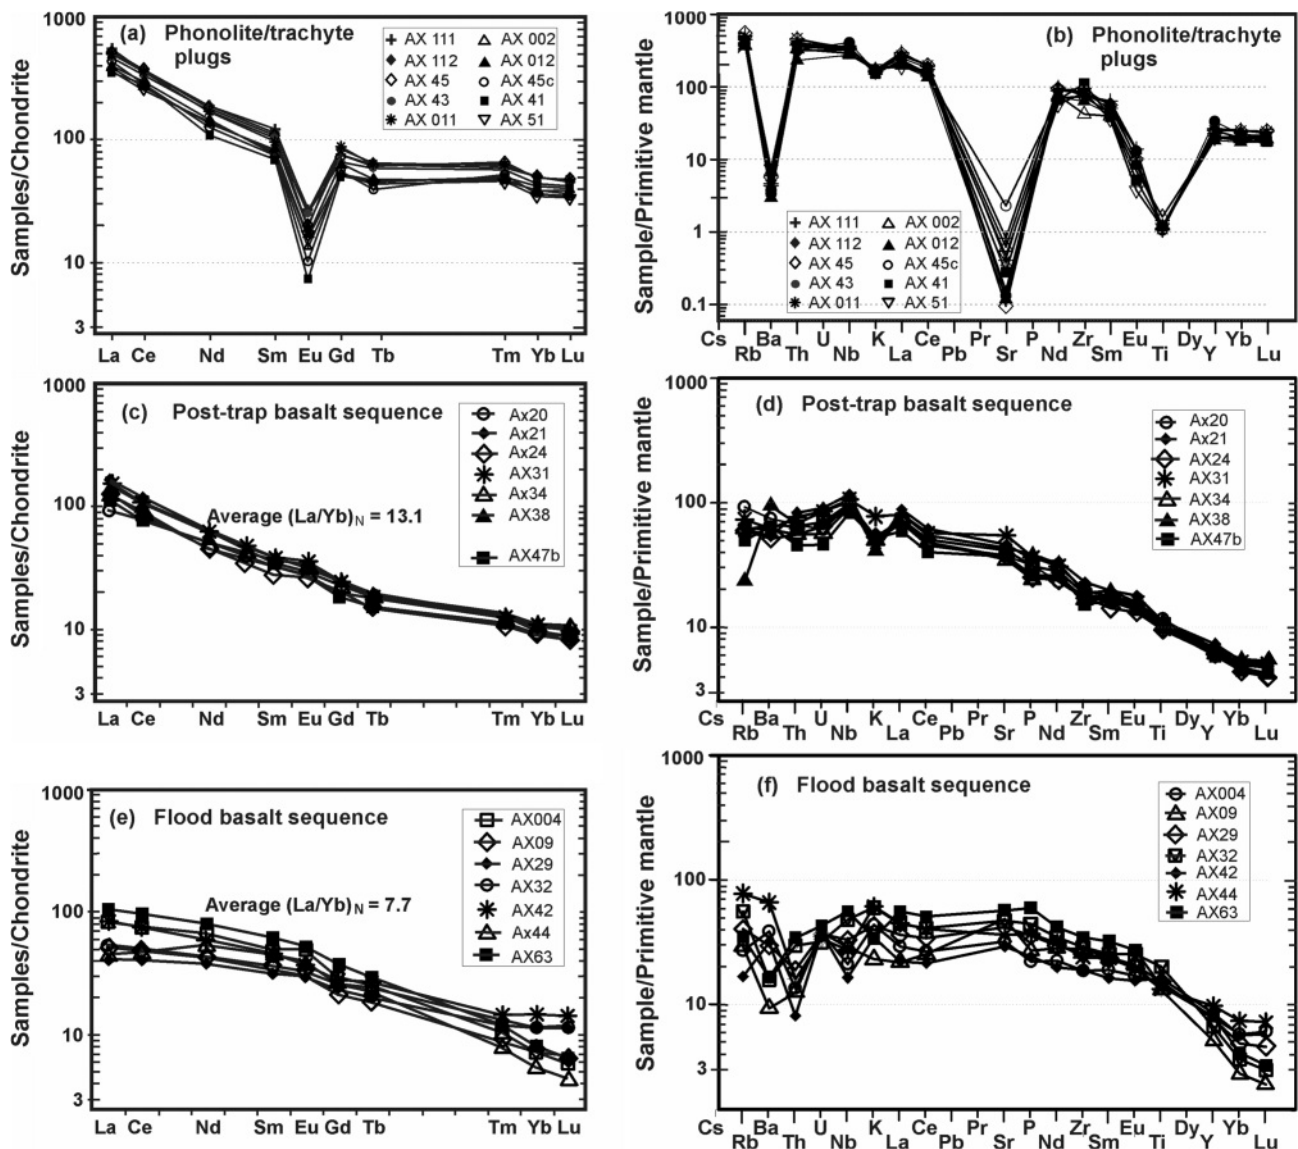 (a) Phonolite/trachyte
plugs
Samples/Chondrite
1000
100
10
3
AX 111 AX 002
AX 112 AX 012
AX 45 AX 45c
AX 43 AX 41
AX 011 AX 51
La Ce Nd Sm Eu Gd Tb Tm Yb Lu
(b) Phonolite/trachyte
plugs
Sample/Primitive mantle
1000
100
10
1
0.1
AX 111 AX 002
AX 112 AX 012
AX 45 AX 45c
AX 43 AX 41
AX 011 AX 51
Cs Ba U K Ce Pr P Zr Eu Dy Yb
Rb Th Nb La Pb Sr Nd Sm Ti Y Lu
(c) Post-trap basalt sequence
Samples/Chondrite
1000
100
10
3
Average (La/Yb)N = 13.1
Ax20
Ax21
Ax24
AX31
Ax34
AX38
AX47b
La Ce Nd Sm Eu Gd Tb Tm Yb Lu
(d) Post-trap basalt sequence
Sample/Primitive mantle
1000
100
10
3
Ax20
Ax21
AX24
AX31
AX34
AX38
AX47b
Cs Ba U K Ce Pr P Zr Eu Dy Yb
Rb Th Nb La Pb Sr Nd Sm Ti Y Lu
(e) Flood basalt sequence
Samples/Chondrite
1000
100
10
3
Average (La/Yb)N = 7.7
AX004
AX09
AX29
AX32
AX42
Ax44
AX63
La Ce Nd Sm Eu Gd Tb Tm Yb Lu
(f) Flood basalt sequence
Sample/Primitive mantle
1000
100
10
3
AX004
AX09
AX29
AX32
AX42
AX44
AX63
Cs Ba U K Ce Pr P Zr Eu Dy Yb
Rb Th Nb La Pb Sr Nd Sm Ti Y Lu